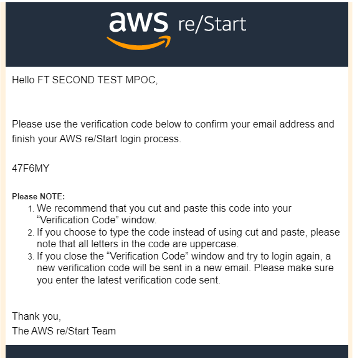 aws re/Start
Hello FT SECOND TEST MPOC,
Please use the verification code below to confirm your email address and
finish your AWS re/Start login process.
47F6MY
Please NOTE:
1. We recommend that you cut and paste this code into your
“Verification Code” window.
2. If you choose to type the code instead of using cut and paste, please
note that all letters in the code are uppercase.
3. If you close the “Verification Code” window and try to login again, a
new verification code will be sent in a new email. Please make sure
you enter the latest verification code sent.
Thank you,
The AWS re/Start Team